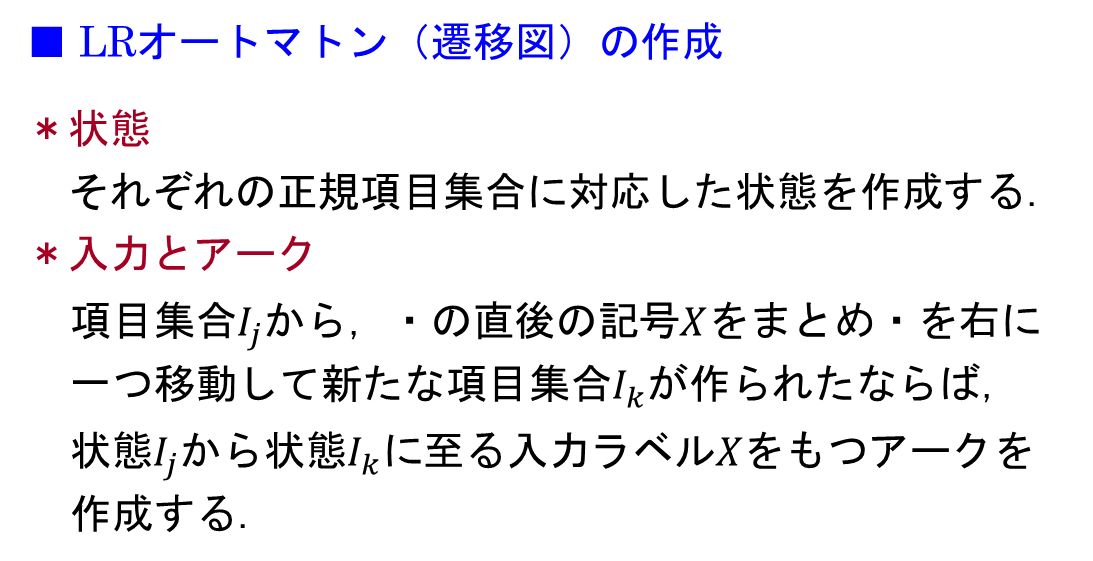 ■ LRオートマトン（遷移図）の作成
＊状態
それぞれの正規項目集合に対応した状態を作成する.
＊入力とアーク
項目集合Ijから，・の直後の記号Xをまとめ・を右に
一つ移動して新たな項目集合Ikが作られたならば,
状態Ijから状態Ikに至る入力ラベルXをもつアークを
作成する.